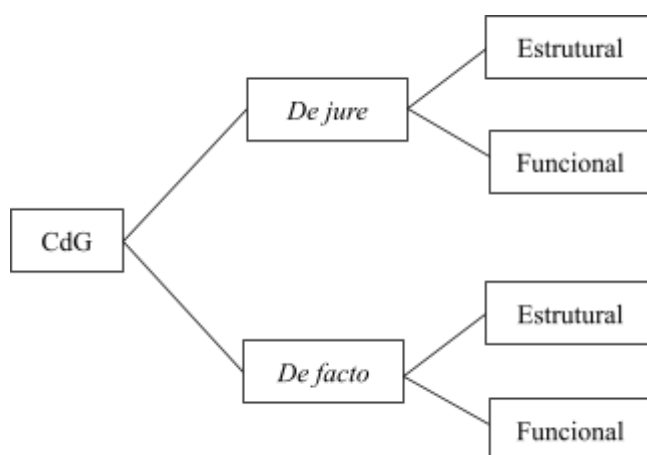 Estrutural
De jure
Funcional
CdG
Estrutural
De facto
Funcional